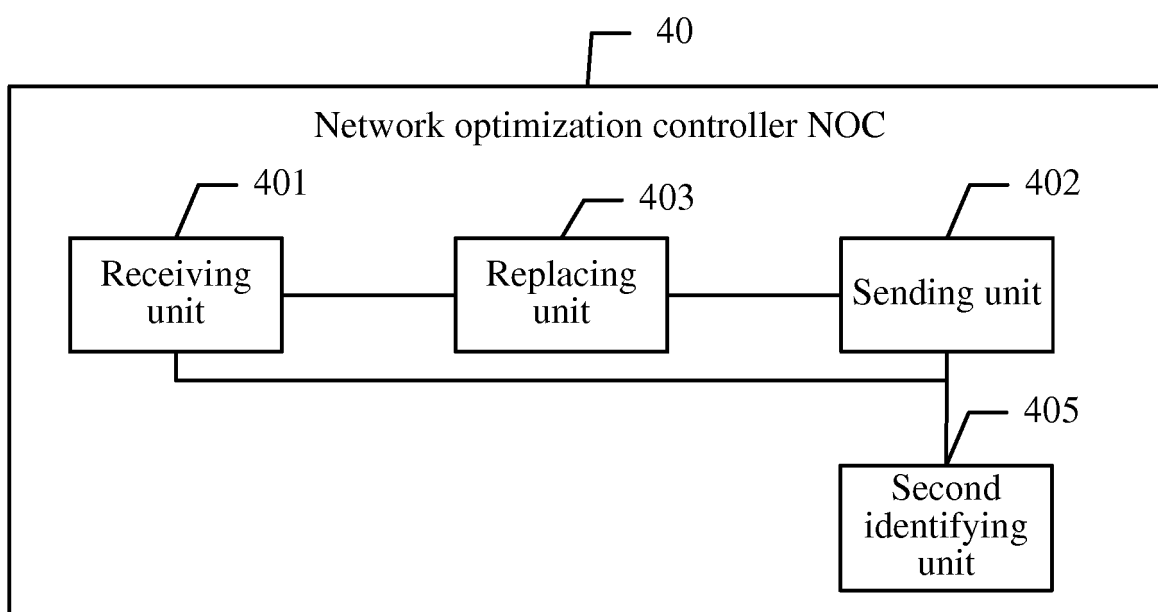 40
Network optimization controller NOC
401
403
402
Receiving
unit
Replacing
unit
Sending unit
405
Second
identifying
unit